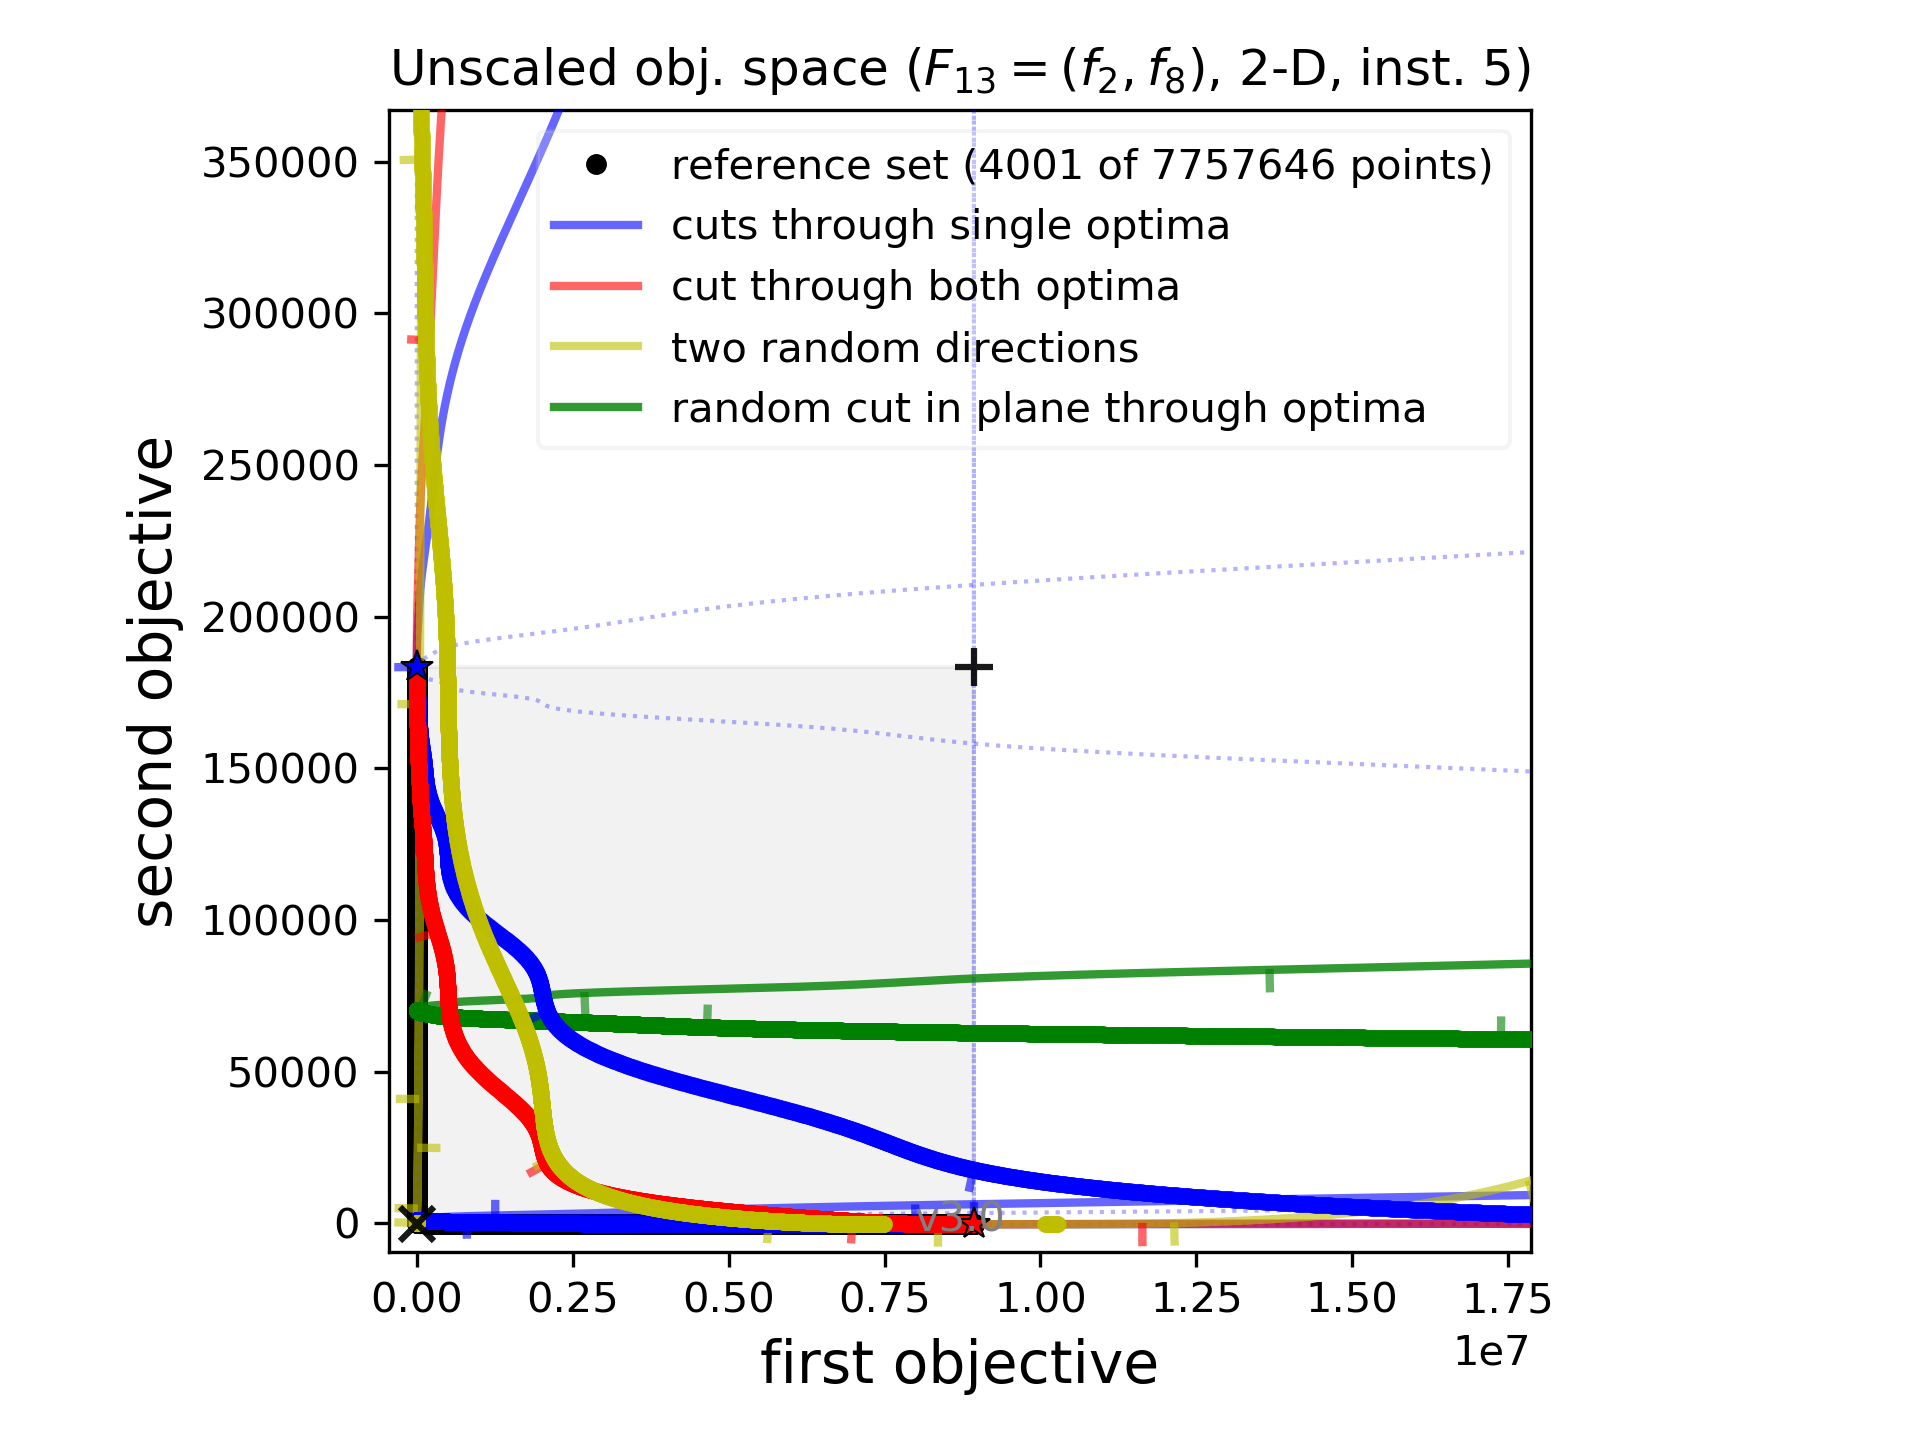 Unscaled obj. space (F₁₃ = (f₂, f₈), 2-D, inst. 5)
reference set (4001 of 7757646 points)
cuts through single optima
cut through both optima
two random directions
random cut in plane through optima
second objective
350000
300000
250000
200000
150000
100000
50000
0
v3.0
0.00 0.25 0.50 0.75 1.00 1.25 1.50 1.75
1e7
first objective